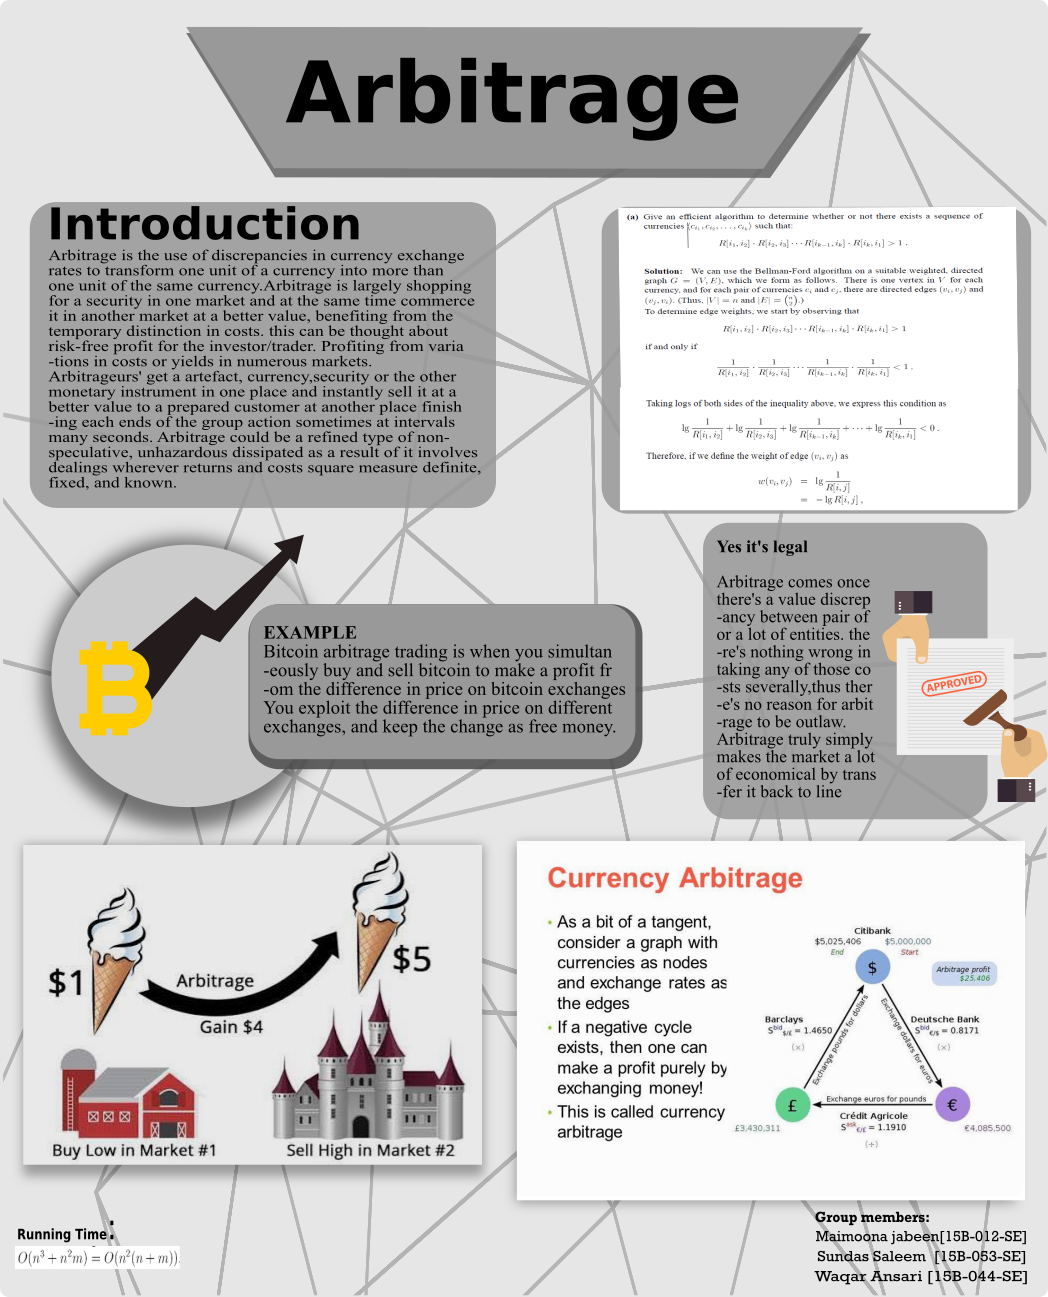 Arbitrage
Introduction
Arbitrage is the use of discrepancies in currency exchange
rates to transform one unit of a currency into more than
one unit of the same currency.Arbitrage is largely shopping
for a security in one market and at the same time commerce
it in another market at a better value, benefiting from the
temporary distinction in costs. this can be thought about
risk-free profit for the investor/trader. Profiting from varia
-tions in costs or yields in numerous markets.
Arbitrageurs' get a artefact, currency,security or the other
monetary instrument in one place and instantly sell it at a
better value to a prepared customer at another place finish
-ing each ends of the group action sometimes at intervals
many seconds. Arbitrage could be a refined type of non-
speculative, unhazardous dissipated as a result of it involves
dealings wherever returns and costs square measure definite,
fixed, and known.
(a) Give an efficient algorithm to determine whether or not there exists a sequence of
currencies ⟨c_{i_1}, c_{i_2}, . . . , c_{i_k}⟩ such that:
R[i_1, i_2] · R[i_2, i_3] · · · R[i_{k−1}, i_k] · R[i_k, i_1] > 1 .
Solution: We can use the Bellman-Ford algorithm on a suitable weighted, directed
graph G = (V, E), which we form as follows. There is one vertex in V for each
currency, and for each pair of currencies c_i and c_j, there are directed edges (v_i, v_j) and
(v_j, v_i). (Thus, |V| = n and |E| = (n 2).)
To determine edge weights, we start by observing that
R[i_1, i_2] · R[i_2, i_3] · · · R[i_{k−1}, i_k] · R[i_k, i_1] > 1
if and only if
1/R[i_1, i_2] · 1/R[i_2, i_3] · · · 1/R[i_{k−1}, i_k] · 1/R[i_k, i_1] < 1 .
Taking logs of both sides of the inequality above, we express this condition as
lg 1/R[i_1, i_2] + lg 1/R[i_2, i_3] + lg 1/R[i_{k−1}, i_k] + · · · + lg 1/R[i_k, i_1] < 0 .
Therefore, if we define the weight of edge (v_i, v_j) as
w(v_i, v_j) = lg 1/R[i, j]
= − lg R[i, j] ,
Yes it's legal
Arbitrage comes once
there's a value discrep
-ancy between pair of
or a lot of entities. the
-re's nothing wrong in
taking any of those co
-sts severally,thus ther
-e's no reason for arbit
-rage to be outlaw.
Arbitrage truly simply
makes the market a lot
of economical by trans
-fer it back to line
APPROVED
EXAMPLE
Bitcoin arbitrage trading is when you simultan
-eously buy and sell bitcoin to make a profit fr
-om the difference in price on bitcoin exchanges
You exploit the difference in price on different
exchanges, and keep the change as free money.
$1
Arbitrage
Gain $4
$5
Buy Low in Market #1
Sell High in Market #2
Currency Arbitrage
• As a bit of a tangent,
consider a graph with
currencies as nodes
and exchange rates as
the edges
• If a negative cycle
exists, then one can
make a profit purely by
exchanging money!
• This is called currency
arbitrage
Citibank
$5,025,406 $5,000,000
End Start
$
Arbitrage profit
$25,406
Barclays
S^bid $/£ = 1.4650
(×)
Exchange pounds for dollars
Exchange dollars for euros
Deutsche Bank
S^bid €/$ = 0.8171
(×)
£
Exchange euros for pounds
€
£3,430,311
Crédit Agricole
S^ask €/£ = 1.1910
(÷)
€4,085,500
Running Time:
O(n³ + n²m) = O(n²(n + m)).
Group members:
Maimoona jabeen[15B-012-SE]
Sundas Saleem [15B-053-SE]
Waqar Ansari [15B-044-SE]